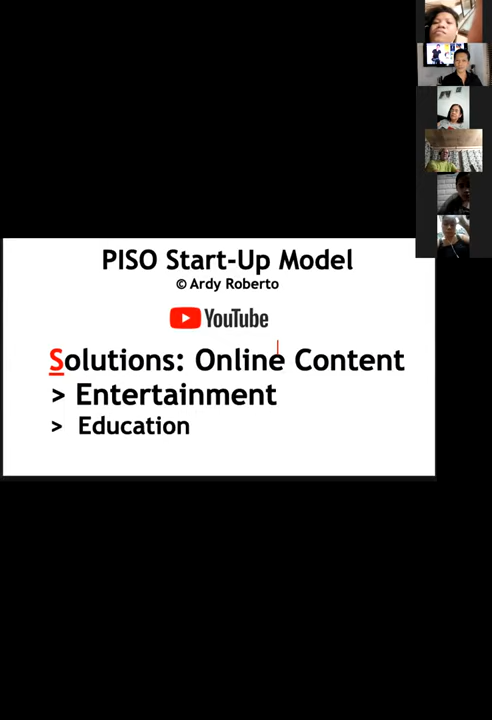 PISO Start-Up Model
© Ardy Roberto
YouTube
Solutions: Online Content
> Entertainment
> Education